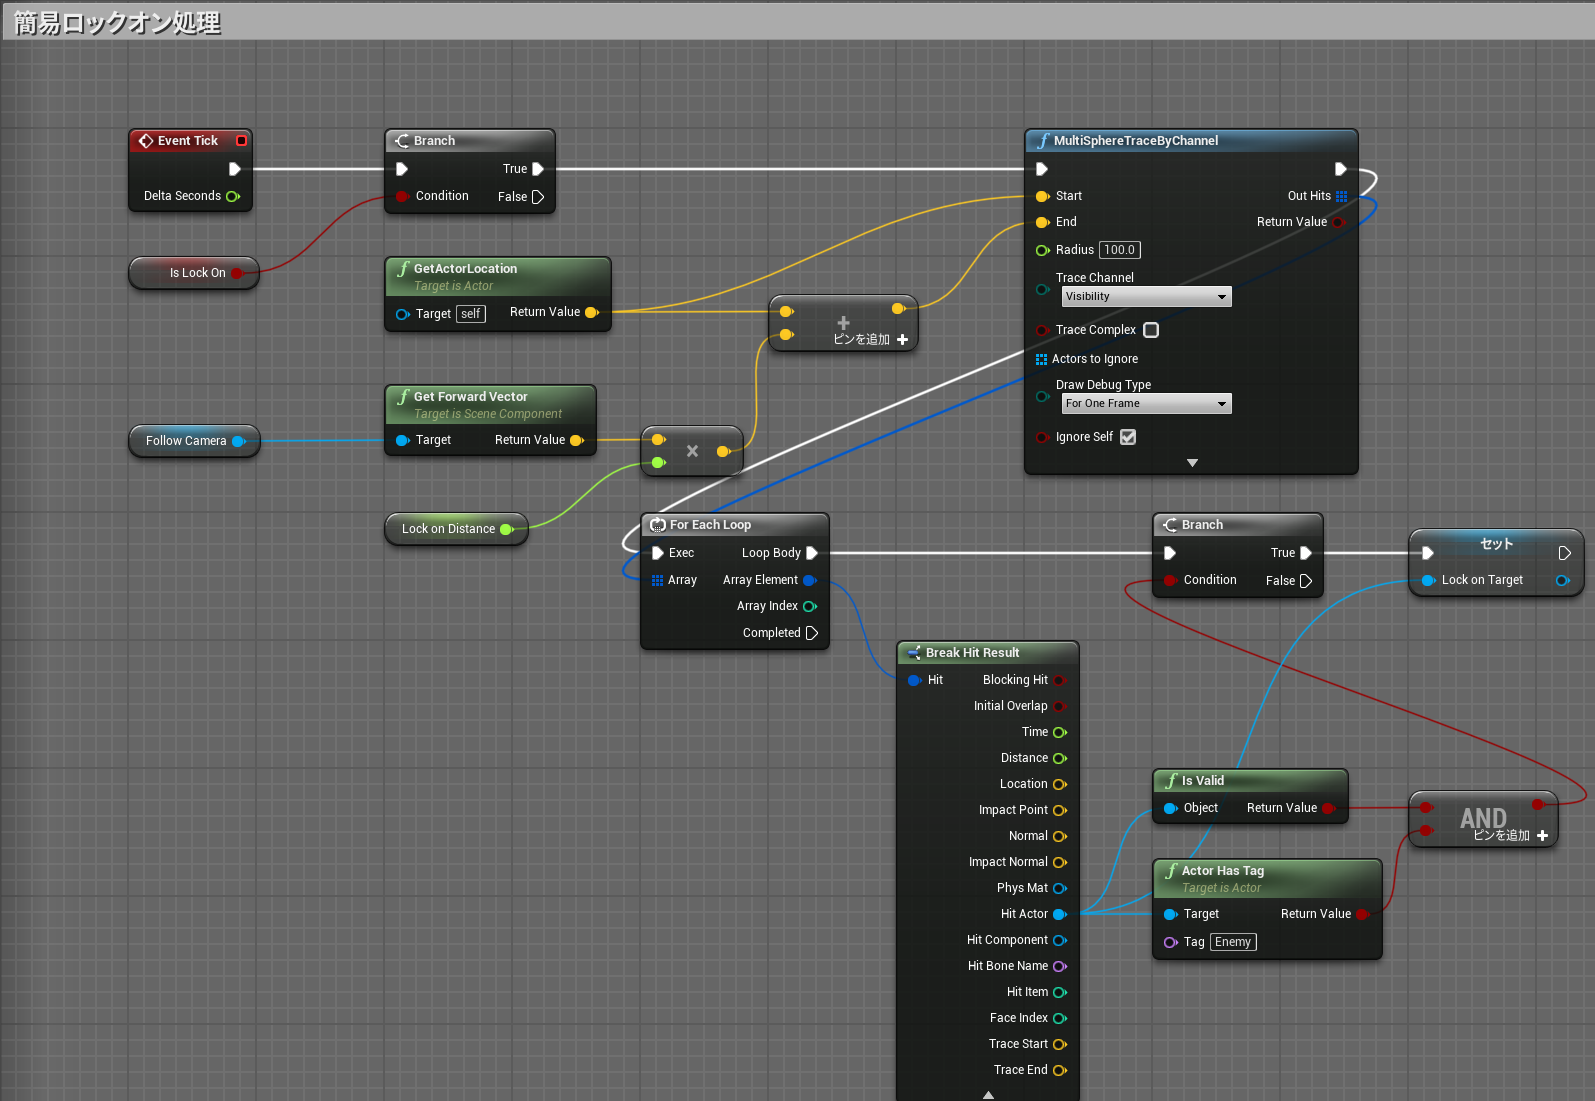 簡易ロックオン処理
Event Tick
Delta Seconds
Is Lock On
Branch
True
Condition
False
GetActorLocation
Target is Actor
Target self
Return Value
Get Forward Vector
Target is Scene Component
Target
Return Value
Follow Camera
Lock on Distance
×
+
ピンを追加 +
MultiSphereTraceByChannel
Start
Out Hits
End
Return Value
Radius 100.0
Trace Channel
Visibility
Trace Complex
Actors to Ignore
Draw Debug Type
For One Frame
Ignore Self
For Each Loop
Exec
Loop Body
Array
Array Element
Array Index
Completed
Break Hit Result
Hit
Blocking Hit
Initial Overlap
Time
Distance
Location
Impact Point
Normal
Impact Normal
Phys Mat
Hit Actor
Hit Component
Hit Bone Name
Hit Item
Face Index
Trace Start
Trace End
Branch
True
Condition
False
セット
Lock on Target
Is Valid
Object
Return Value
Actor Has Tag
Target is Actor
Target
Return Value
Tag Enemy
AND
ピンを追加 +